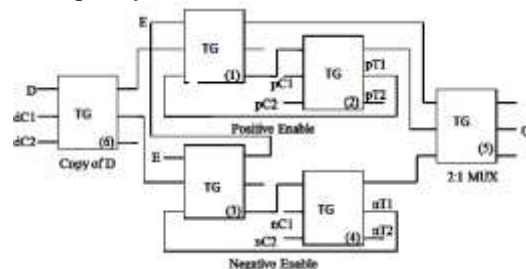 E
TG
(1)
D
dC1
dC2
TG
(6)
Copy of D
pC1
pC2
TG
(2)
pT1
pT2
Positive Enable
E
TG
(3)
nC1
nC2
TG
(4)
nT1
nT2
Negative Enable
TG
(5)
2:1 MUX
Q